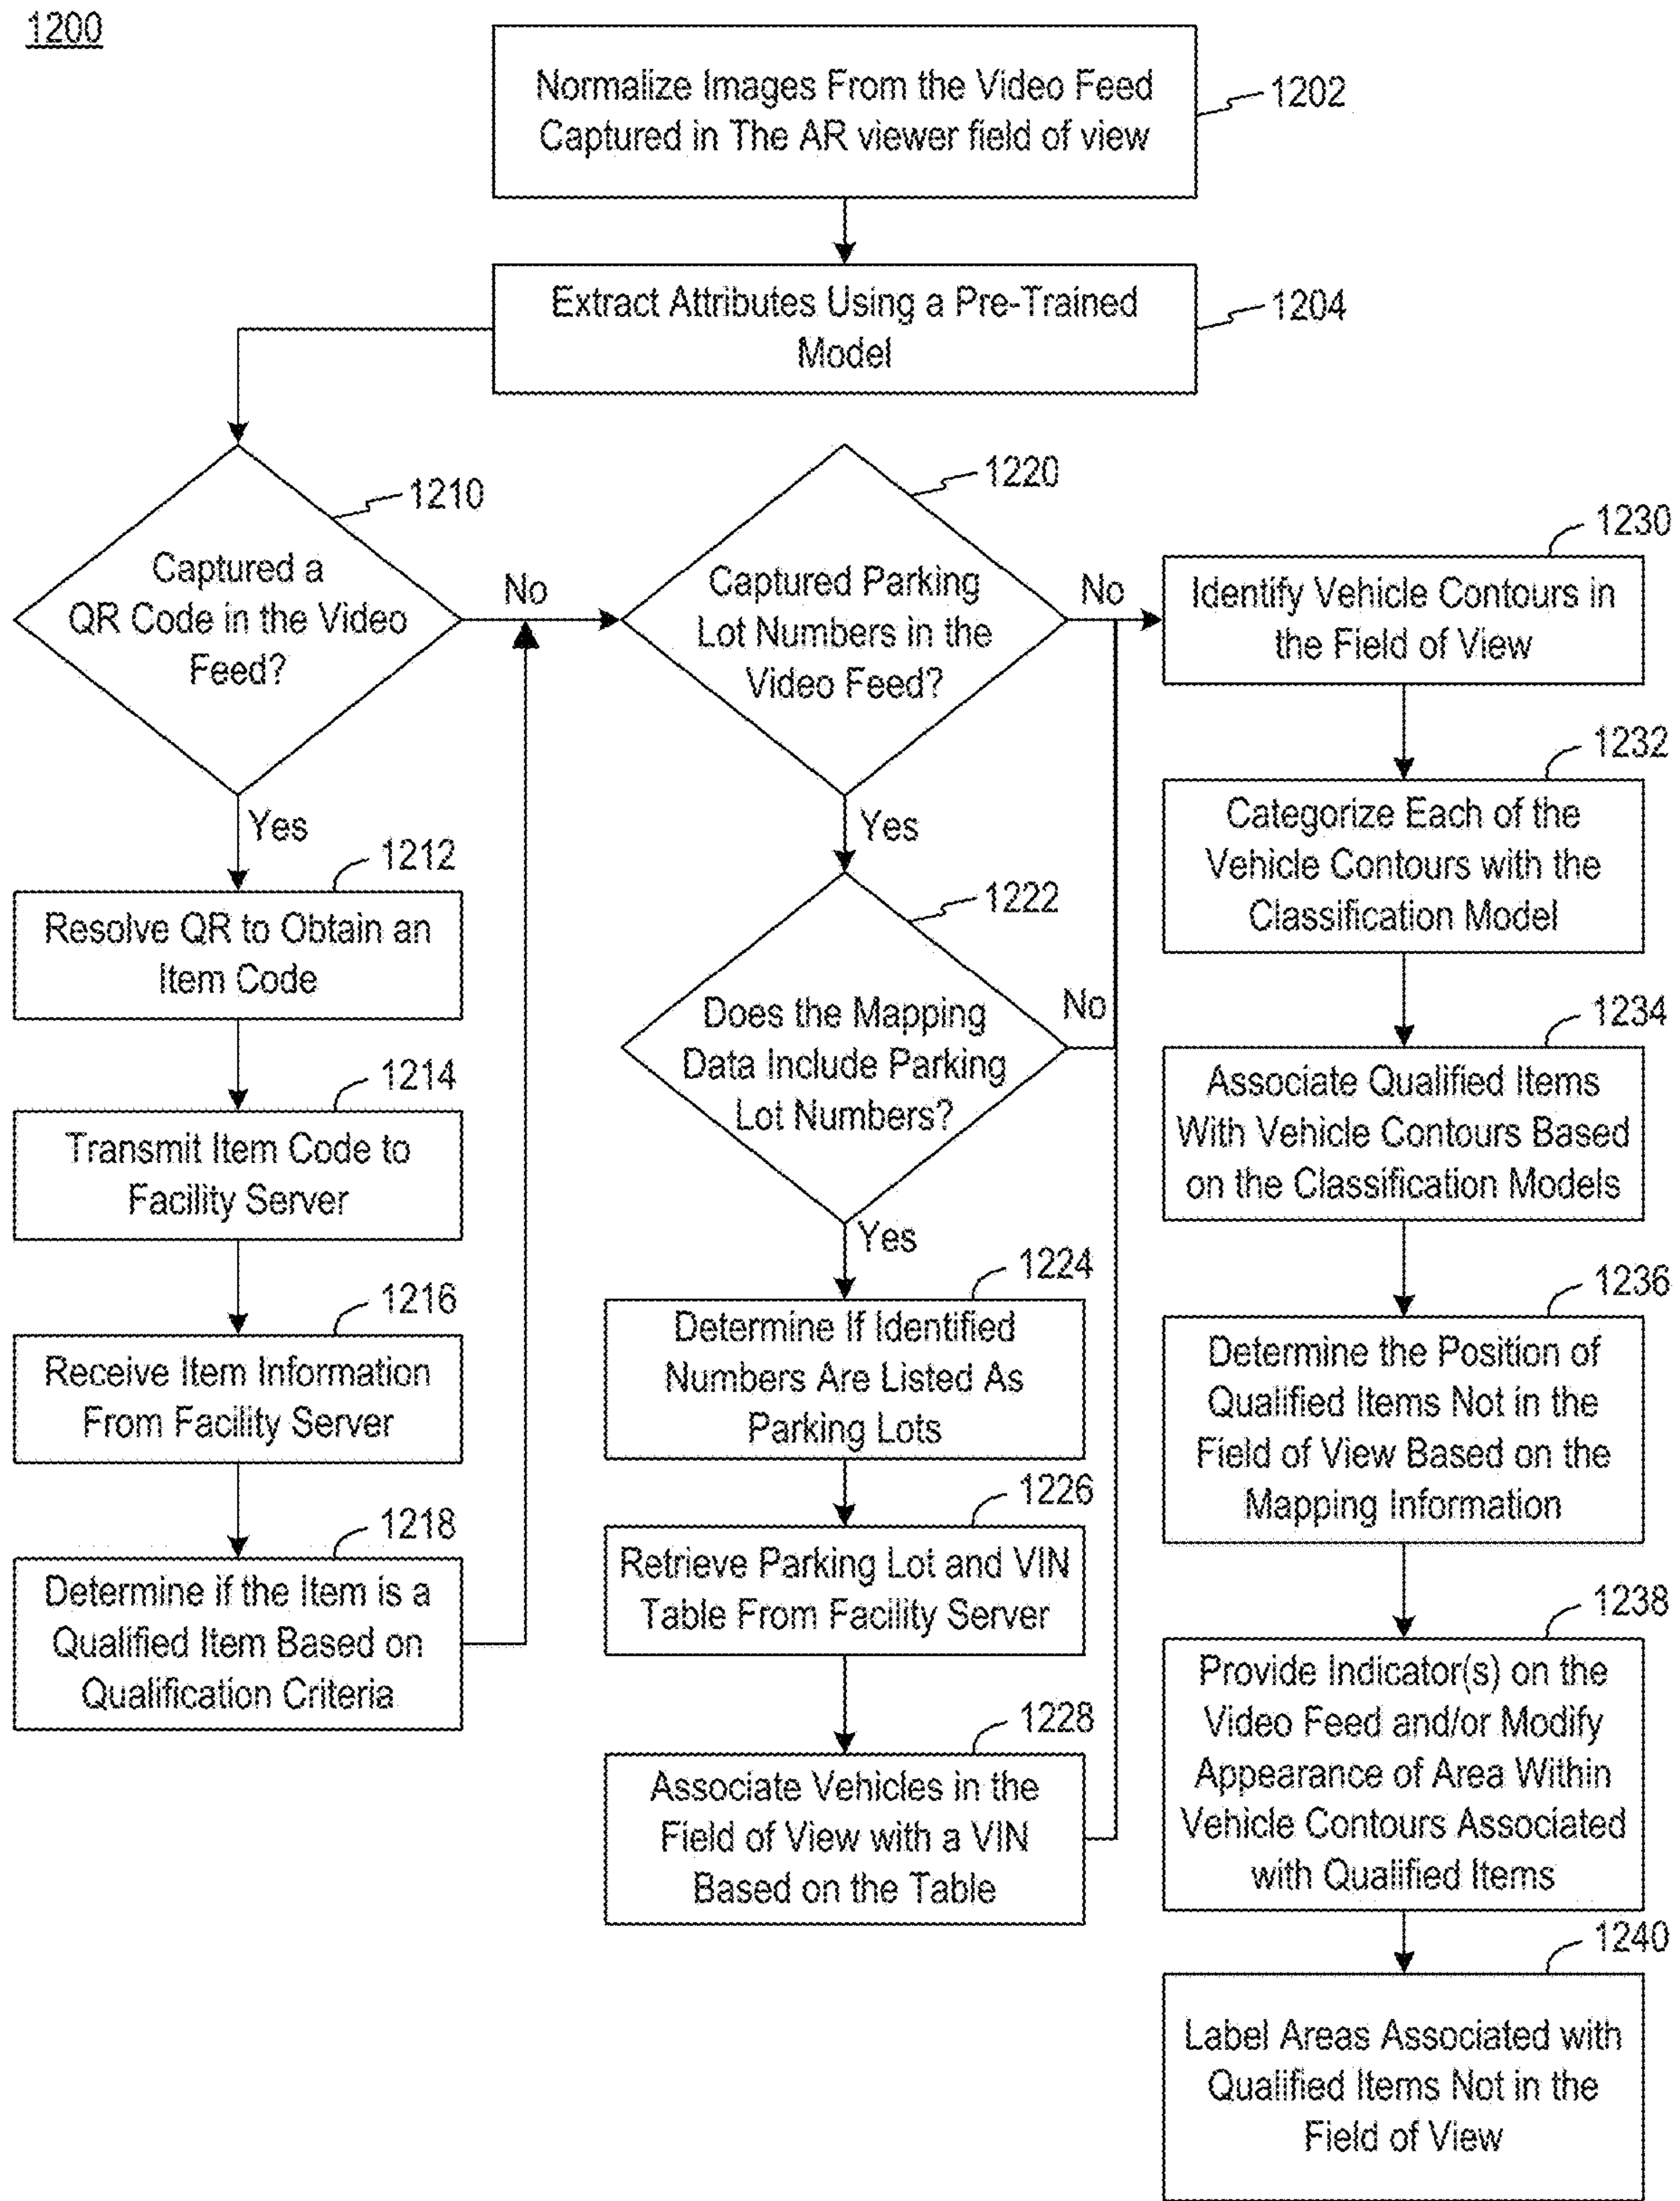 1200
Normalize Images From the Video Feed
Captured in The AR viewer field of view
1202
Extract Attributes Using a Pre-Trained
Model
1204
1210
Captured a
QR Code in the Video
Feed?
No
Yes
1212
Resolve QR to Obtain an
Item Code
1214
Transmit Item Code to
Facility Server
1216
Receive Item Information
From Facility Server
1218
Determine if the Item is a
Qualified Item Based on
Qualification Criteria
1220
Captured Parking
Lot Numbers in the
Video Feed?
No
Yes
1222
Does the Mapping
Data Include Parking
Lot Numbers?
No
Yes
1224
Determine If Identified
Numbers Are Listed As
Parking Lots
1226
Retrieve Parking Lot and VIN
Table From Facility Server
1228
Associate Vehicles in the
Field of View with a VIN
Based on the Table
1230
Identify Vehicle Contours in
the Field of View
1232
Categorize Each of the
Vehicle Contours with the
Classification Model
1234
Associate Qualified Items
With Vehicle Contours Based
on the Classification Models
1236
Determine the Position of
Qualified Items Not in the
Field of View Based on the
Mapping Information
1238
Provide Indicator(s) on the
Video Feed and/or Modify
Appearance of Area Within
Vehicle Contours Associated
with Qualified Items
1240
Label Areas Associated with
Qualified Items Not in the
Field of View